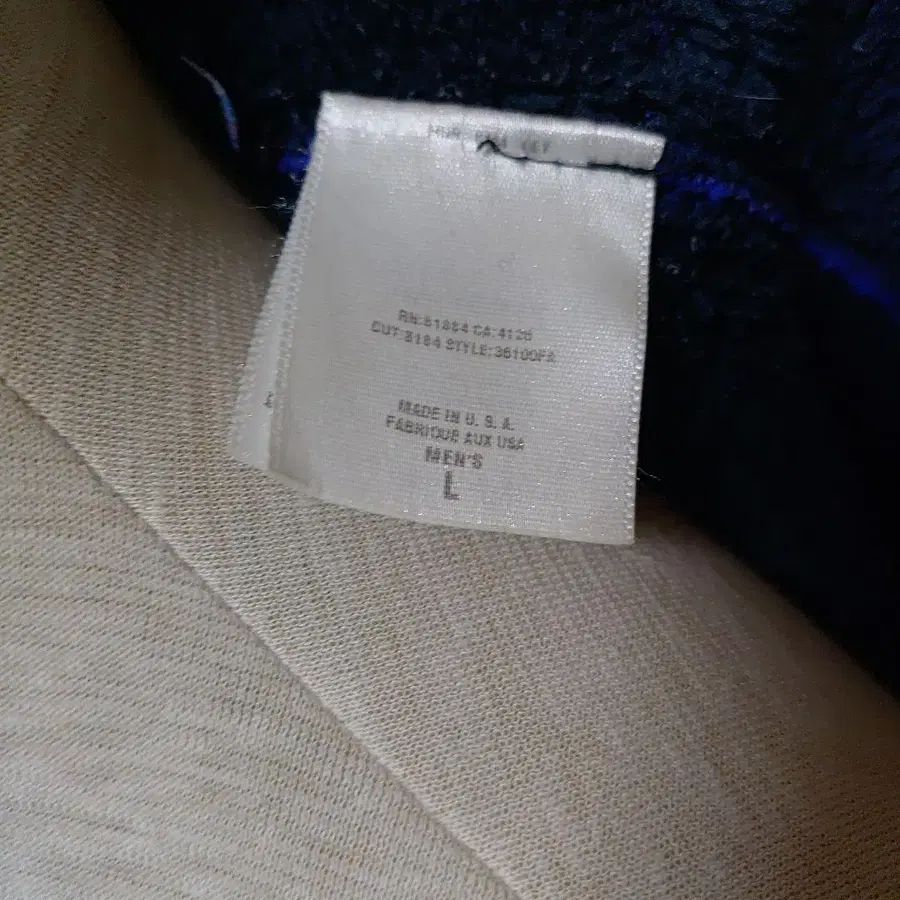 RN:51884 CA:4126
CUT:8184 STYLE:36100FA
MADE IN U.S.A.
FABRIQUE AUX USA
MEN'S
L